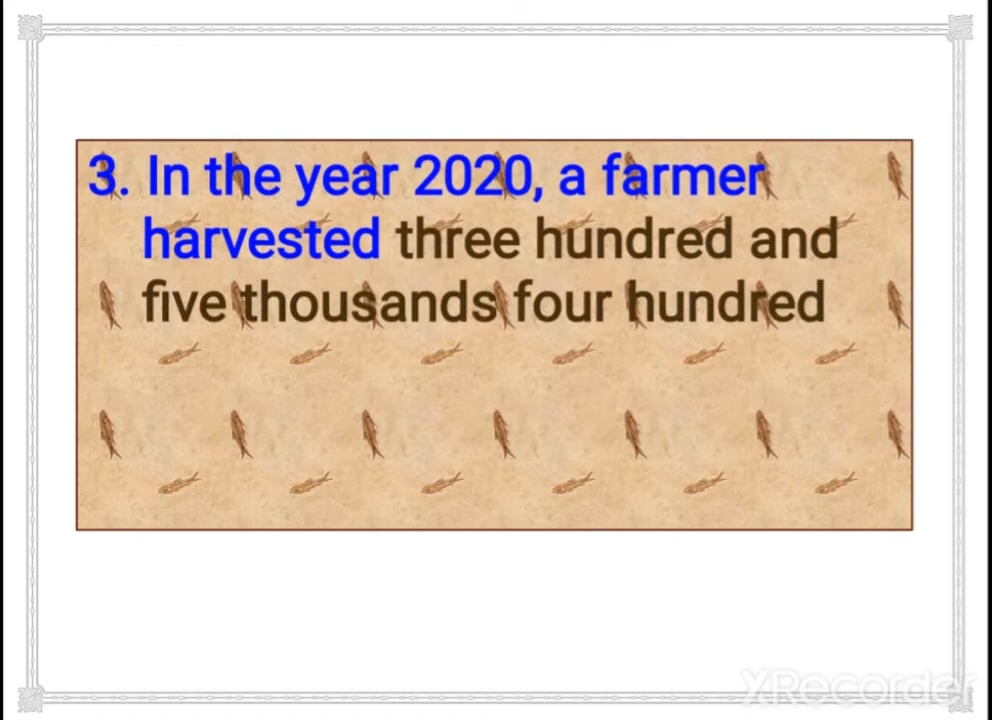 3. In the year 2020, a farmer
harvested three hundred and
five thousands four hundred
XRecorder